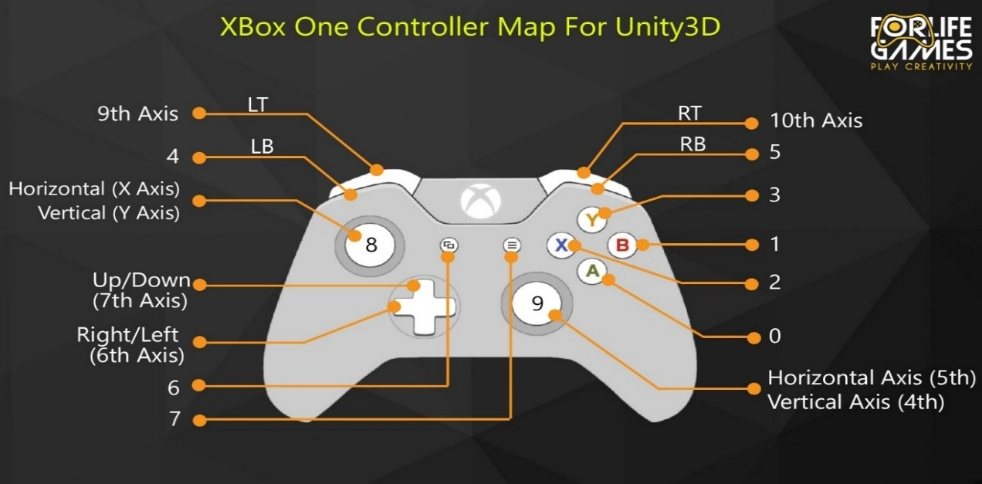 XBox One Controller Map For Unity3D
FORLIFE
GAMES
PLAY CREATIVITY
9th Axis
LT
4
LB
Horizontal (X Axis)
Vertical (Y Axis)
Up/Down
(7th Axis)
Right/Left
(6th Axis)
6
7
8
9
Y
X
B
A
RT
10th Axis
RB
5
3
1
2
0
Horizontal Axis (5th)
Vertical Axis (4th)